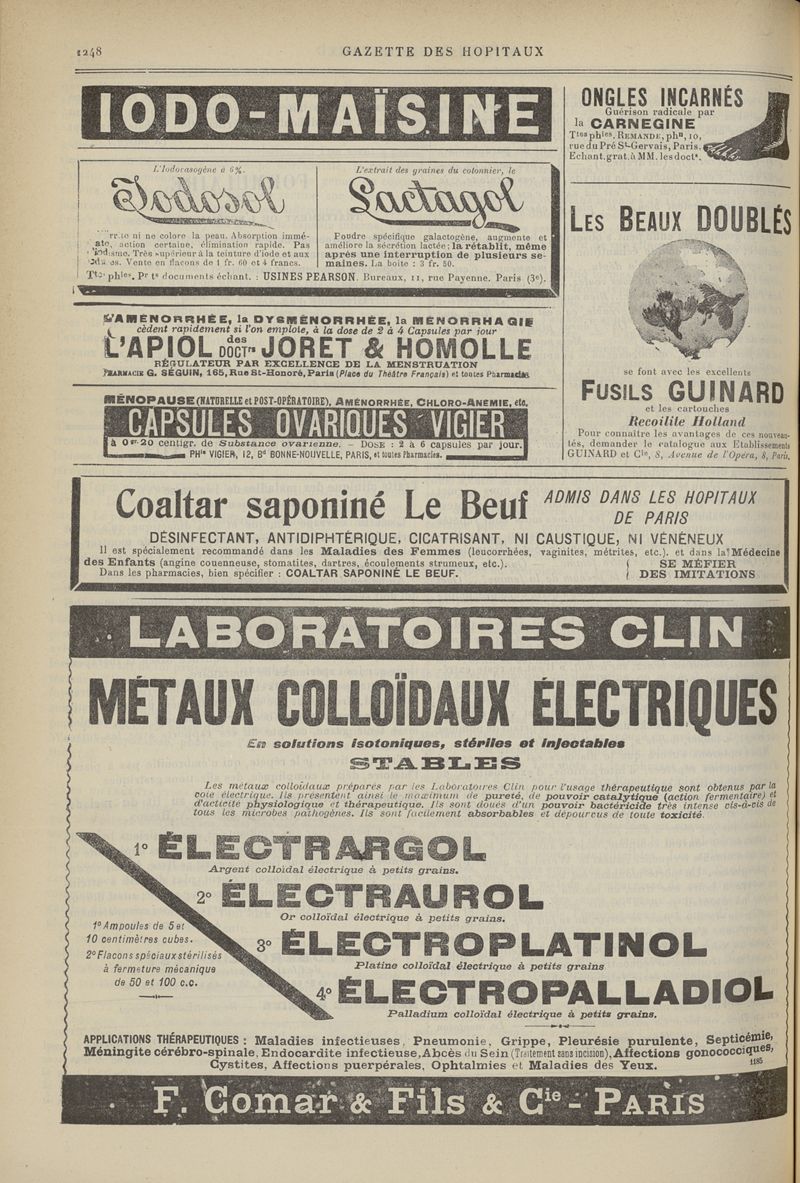 1248
GAZETTE DES HOPITAUX
IODO-MAÏSINE
L'Iodocasogène à 6%.
Iodosol
ni ne colore la peau. Absorption immé-
action certaine, élimination rapide. Pas
Très supérieur à la teinture d'iode et aux
Vente en flacons de 1 fr. 60 et 4 francs.
L'extrait des graines du cotonnier, le
Lactagol
Poudre spécifique galactogène, augmente et
améliore la sécrétion lactée: la rétablit, même
après une interruption de plusieurs se-
maines. La boîte : 3 fr. 50.
Ttes phies. Pr ts documents échant. : USINES PEARSON. Bureaux, 11, rue Payenne. Paris (3e).
L'AMÉNORRHÉE, la DYSMÉNORRHÉE, la MÉNORRHAGIE
cèdent rapidement si l'on emploie, à la dose de 2 à 4 Capsules par jour
L'APIOL des DOCTrs JORET & HOMOLLE
RÉGULATEUR PAR EXCELLENCE DE LA MENSTRUATION
PHARMACIE G. SÉGUIN, 165, Rue St-Honoré, Paris (Place du Théâtre Français) et toutes Pharmacies
MÉNOPAUSE (NATURELLE et POST-OPÉRATOIRE), AMÉNORRHÉE, CHLORO-ANEMIE, etc.
CAPSULES OVARIQUES VIGIER
à 0gr.20 centigr. de Substance ovarienne. – DOSE : 2 à 6 capsules par jour.
PHie VIGIER, 12, Bd BONNE-NOUVELLE, PARIS, et toutes Pharmacies.
ONGLES INCARNÉS
Guérison radicale par
la CARNEGINE
Ttes phies. REMANDE, phn, 10,
rue du Pré St-Gervais, Paris.
Echant. grat. à MM. les doctrs.
LES BEAUX DOUBLÉS
se font avec les excellents
FUSILS GUINARD
et les cartouches
Recoilite Holland
Pour connaître les avantages de ces nouveau-
tés, demander le catalogue aux Etablissements
GUINARD et Cie, 8, Avenue de l'Opéra, 8, Paris.
Coaltar saponiné Le Beuf
ADMIS DANS LES HOPITAUX
DE PARIS
DÉSINFECTANT, ANTIDIPHTÉRIQUE, CICATRISANT, NI CAUSTIQUE, NI VÉNÉNEUX
Il est spécialement recommandé dans les Maladies des Femmes (leucorrhées, vaginites, métrites, etc.). et dans la Médecine
des Enfants (angine couenneuse, stomatites, dartres, écoulements strumeux, etc.).
Dans les pharmacies, bien spécifier : COALTAR SAPONINÉ LE BEUF.
SE MÉFIER
DES IMITATIONS
LABORATOIRES CLIN
MÉTAUX COLLOÏDAUX ÉLECTRIQUES
En solutions isotoniques, stériles et injectables
STABLES
Les métaux colloïdaux préparés par les Laboratoires Clin pour l'usage thérapeutique sont obtenus par la
voie électrique. Ils présentent ainsi le maximum de pureté, de pouvoir catalytique (action fermentaire) et
d'activité physiologique et thérapeutique. Ils sont doués d'un pouvoir bactéricide très intense vis-à-vis de
tous les microbes pathogènes. Ils sont facilement absorbables et dépourvus de toute toxicité.
1° ÉLECTRARGOL
Argent colloïdal électrique à petits grains.
2° ÉLECTRAUROL
Or colloïdal électrique à petits grains.
3° ÉLECTROPLATINOL
Platine colloïdal électrique à petits grains
4° ÉLECTROPALLADIOL
Palladium colloïdal électrique à petits grains.
1° Ampoules de 5 et
10 centimètres cubes.
2° Flacons spéciaux stérilisés
à fermeture mécanique
de 50 et 100 c.c.
APPLICATIONS THÉRAPEUTIQUES : Maladies infectieuses, Pneumonie, Grippe, Pleurésie purulente, Septicémie,
Méningite cérébro-spinale, Endocardite infectieuse, Abcès du Sein (Traitement sans incision), Affections gonococciques,
Cystites, Affections puerpérales, Ophtalmies et Maladies des Yeux.
1185
F. Comar & Fils & Cie - PARIS